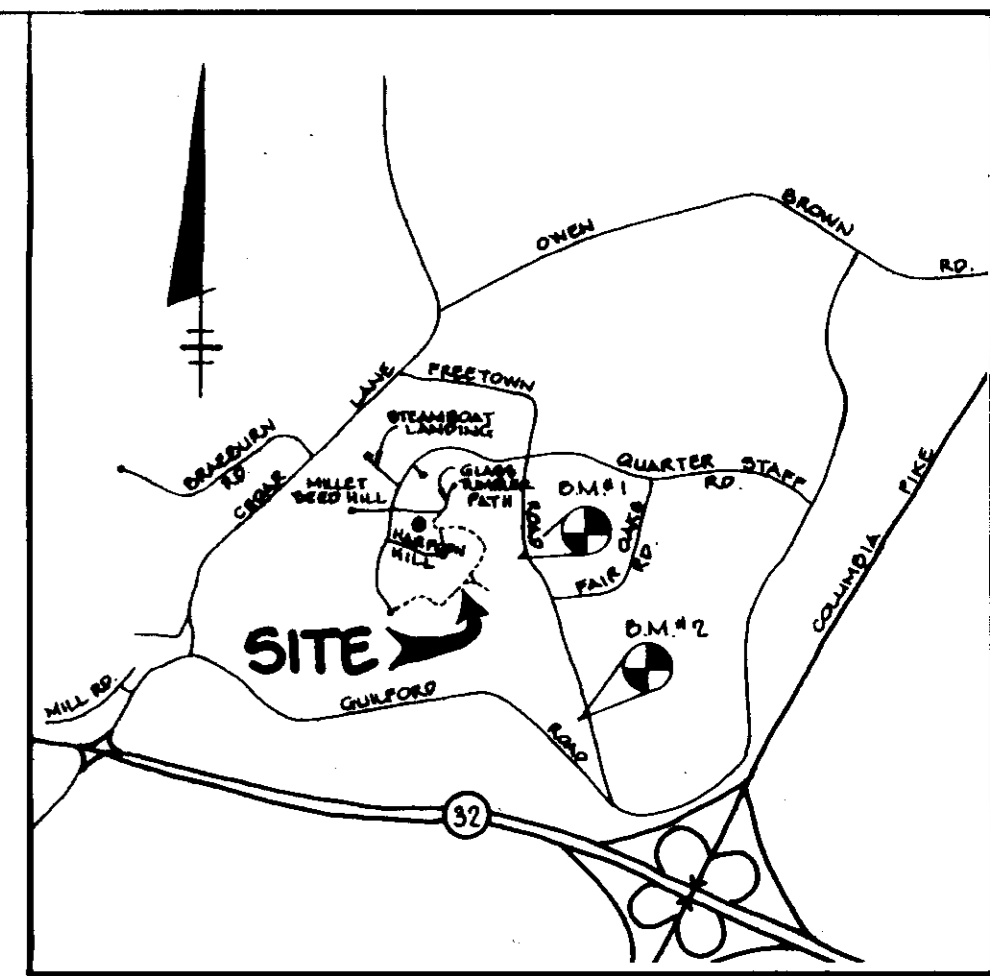 BROWN
OWEN
RD.
LANE
FREETOWN
STEAMBOAT
LANDING
BRAEBURN
RD
CEDAR
GLASS
TUMBLER
PATH
MILLET
SEED HILL
QUARTER STAFF
RD.
B.M.#1
ROAD
OAKS
HARPOON
HILL
FAIR
RD.
COLUMBIA PIKE
SITE
B.M.#2
MILL RD.
GUILFORD
ROAD
32